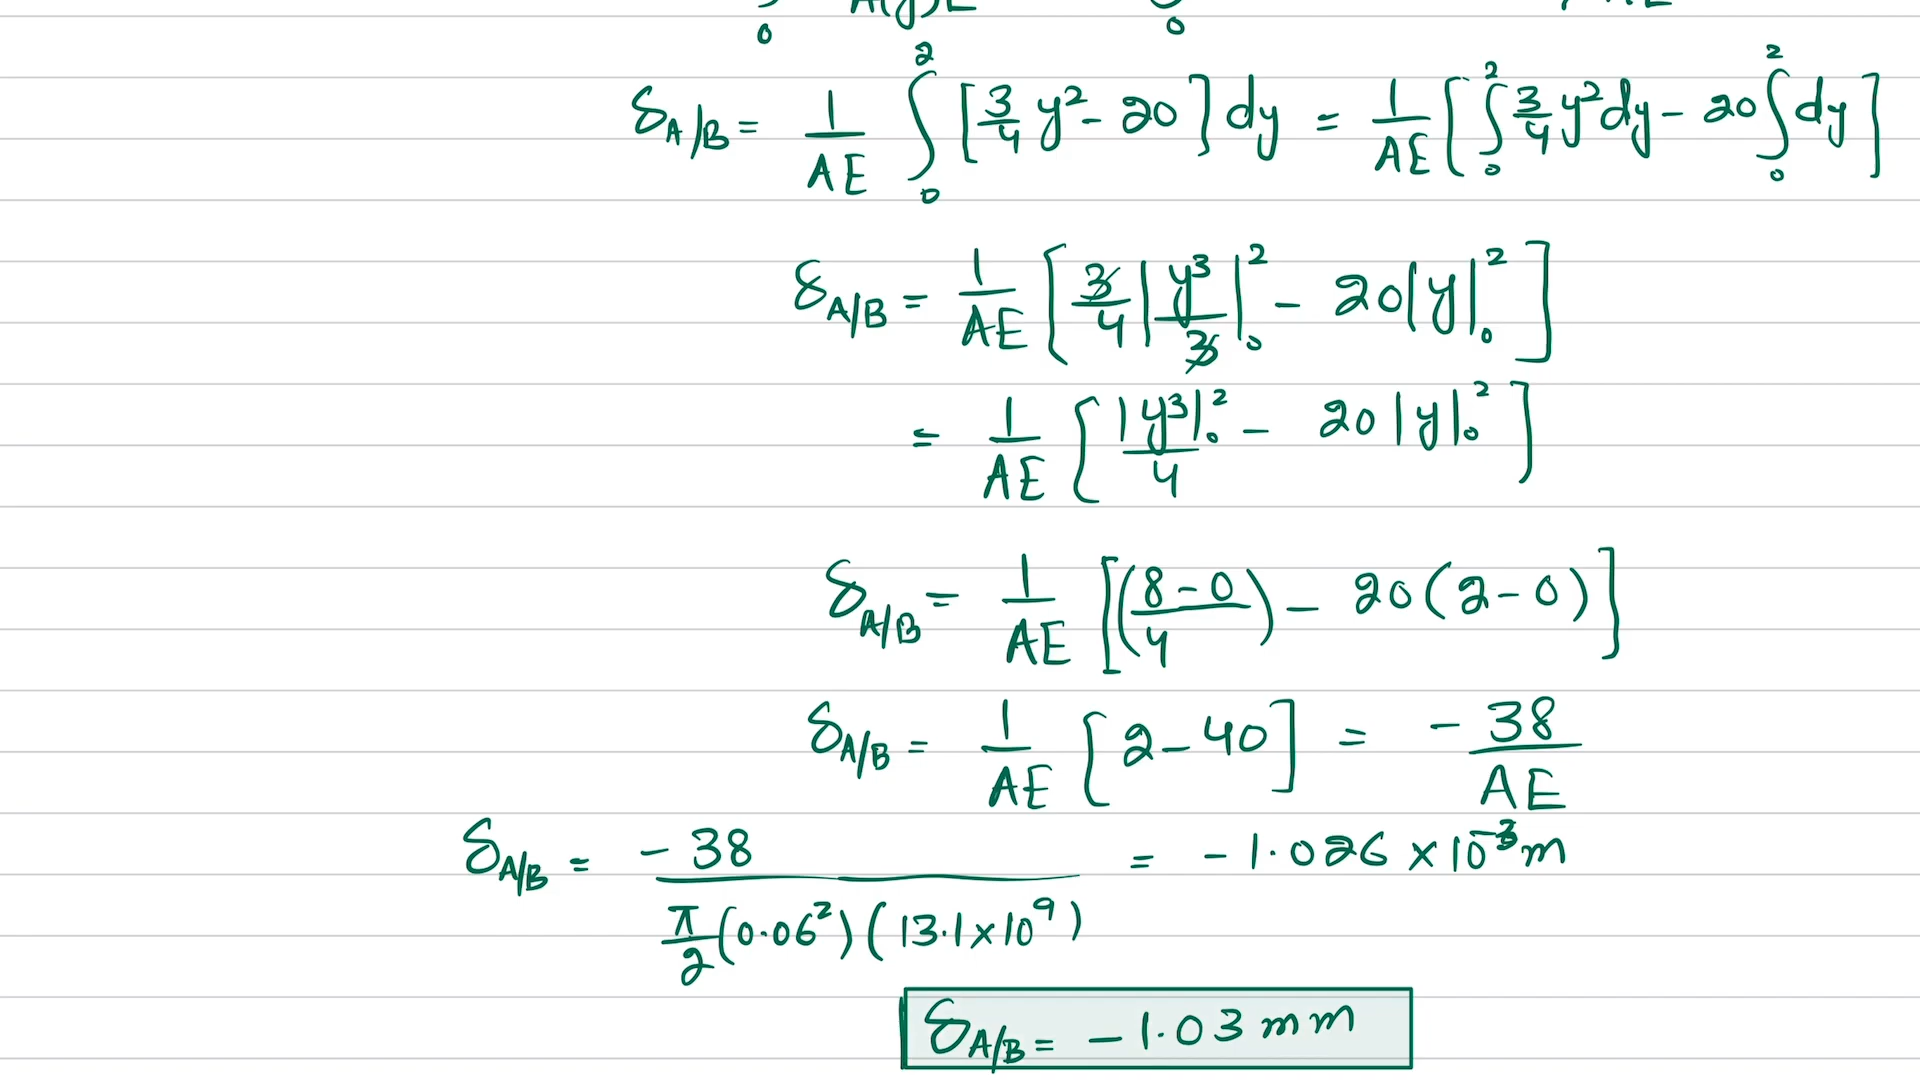 0 A(y)E 0
δA/B = 1/AE ∫₀² [3/4 y² - 20] dy = 1/AE [∫₀² 3/4 y² dy - 20 ∫₀² dy]
δA/B = 1/AE [3/4 |y³/3|₀² - 20|y|₀²]
= 1/AE [|y³|₀²/4 - 20|y|₀²]
δA/B = 1/AE [(8-0/4) - 20(2-0)]
δA/B = 1/AE [2-40] = -38/AE
δA/B = -38/π/2(0.06²)(13.1×10⁹) = -1.026 ×10⁻³m
δA/B = -1.03 mm